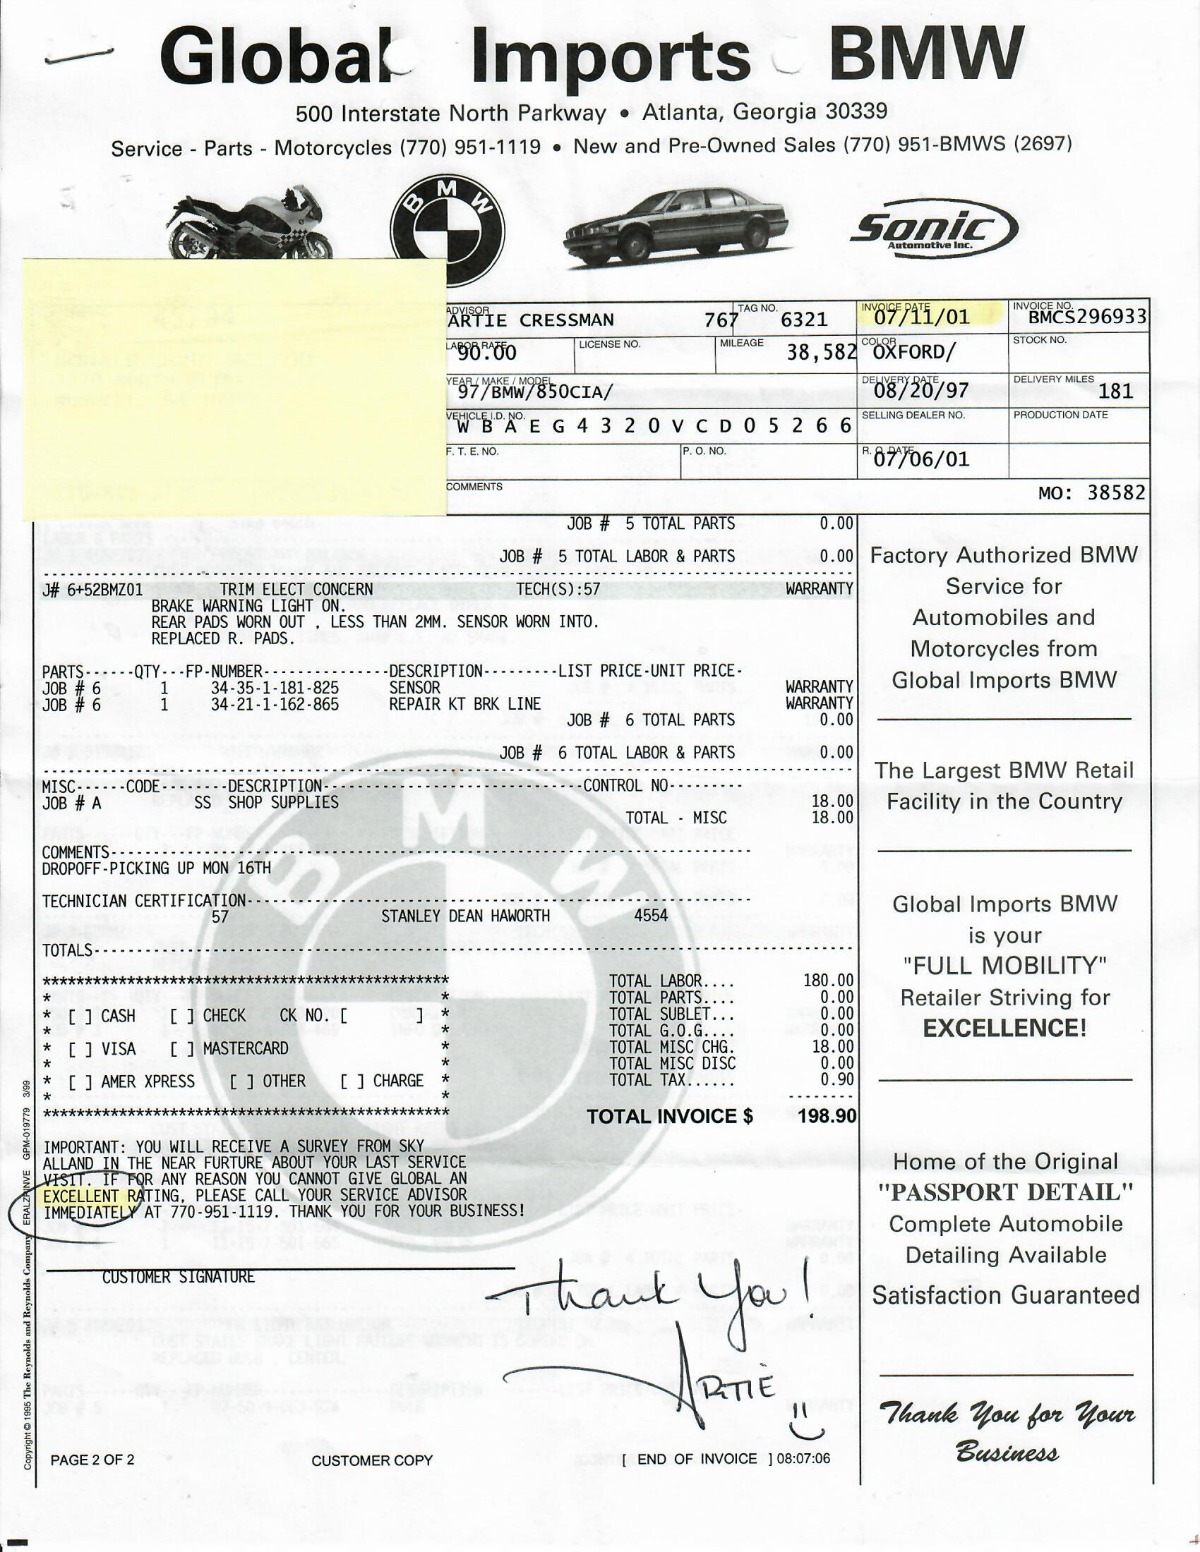 Global Imports BMW
500 Interstate North Parkway • Atlanta, Georgia 30339
Service - Parts - Motorcycles (770) 951-1119 • New and Pre-Owned Sales (770) 951-BMWS (2697)
BMW
Sonic
Automotive Inc.
ADVISOR
ARTIE CRESSMAN 767
TAG NO.
6321
INVOICE DATE
07/11/01
INVOICE NO.
BMCS296933
LABOR RATE
90.00
LICENSE NO.
MILEAGE
38,582
COLOR
OXFORD/
STOCK NO.
YEAR / MAKE / MODEL
97/BMW/850CIA/
DELIVERY DATE
08/20/97
DELIVERY MILES
181
VEHICLE I.D. NO.
WBAEG4320VCD05266
SELLING DEALER NO.
PRODUCTION DATE
F. T. E. NO.
P. O. NO.
R. O. DATE
07/06/01
COMMENTS
MO: 38582
JOB # 5 TOTAL PARTS 0.00
JOB # 5 TOTAL LABOR & PARTS 0.00
J# 6+52BMZ01 TRIM ELECT CONCERN TECH(S):57 WARRANTY
BRAKE WARNING LIGHT ON.
REAR PADS WORN OUT , LESS THAN 2MM. SENSOR WORN INTO.
REPLACED R. PADS.
PARTS------QTY---FP-NUMBER---------------DESCRIPTION---------LIST PRICE-UNIT PRICE-
JOB # 6 1 34-35-1-181-825 SENSOR WARRANTY
JOB # 6 1 34-21-1-162-865 REPAIR KT BRK LINE WARRANTY
JOB # 6 TOTAL PARTS 0.00
JOB # 6 TOTAL LABOR & PARTS 0.00
MISC------CODE--------DESCRIPTION-------------------------------CONTROL NO---------
JOB # A SS SHOP SUPPLIES 18.00
TOTAL - MISC 18.00
COMMENTS----------------------------------------------------------------------------
DROPOFF-PICKING UP MON 16TH
TECHNICIAN CERTIFICATION------------------------------------------------------------
57 STANLEY DEAN HAWORTH 4554
TOTALS------------------------------------------------------------------------------
************************************************
* *
* [ ] CASH [ ] CHECK CK NO. [ ] *
* *
* [ ] VISA [ ] MASTERCARD *
* *
* [ ] AMER XPRESS [ ] OTHER [ ] CHARGE *
* *
************************************************
TOTAL LABOR.... 180.00
TOTAL PARTS.... 0.00
TOTAL SUBLET... 0.00
TOTAL G.O.G.... 0.00
TOTAL MISC CHG. 18.00
TOTAL MISC DISC 0.00
TOTAL TAX...... 0.90
TOTAL INVOICE $ 198.90
IMPORTANT: YOU WILL RECEIVE A SURVEY FROM SKY
ALLAND IN THE NEAR FURTURE ABOUT YOUR LAST SERVICE
VISIT. IF FOR ANY REASON YOU CANNOT GIVE GLOBAL AN
EXCELLENT RATING, PLEASE CALL YOUR SERVICE ADVISOR
IMMEDIATELY AT 770-951-1119. THANK YOU FOR YOUR BUSINESS!
CUSTOMER SIGNATURE
Thank You!
ARTIE
PAGE 2 OF 2 CUSTOMER COPY [ END OF INVOICE ] 08:07:06
Factory Authorized BMW
Service for
Automobiles and
Motorcycles from
Global Imports BMW
The Largest BMW Retail
Facility in the Country
Global Imports BMW
is your
"FULL MOBILITY"
Retailer Striving for
EXCELLENCE!
Home of the Original
"PASSPORT DETAIL"
Complete Automobile
Detailing Available
Satisfaction Guaranteed
Thank You for Your
Business
BMW
Copyright © 1995 The Reynolds and Reynolds Company ERALZPINVE GPM-019779 3/99